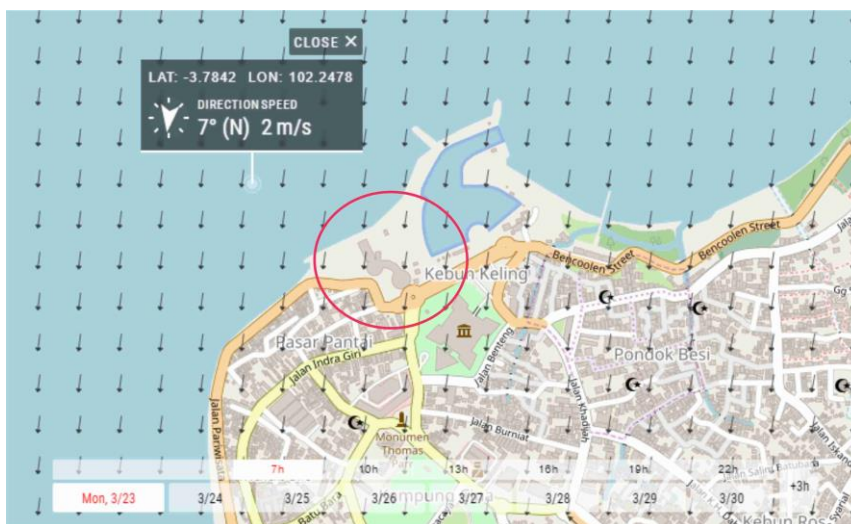 CLOSE ✕
LAT: -3.7842 LON: 102.2478
DIRECTION SPEED
7° (N) 2 m/s
Kebun Keling
Bencoolen Street
Bencoolen Street
Pasar Pantai
Jalan Indra Giri
Jalan Benteng
Pondok Besi
Jalan Khadijah
Jalan Burniat
Monumen
Thomas
Parr
Jalan Pariwisata
7h 10h 13h 16h 19h 22h
+3h
Mon, 3/23 3/24 3/25 3/26 3/27 3/28 3/29 3/30